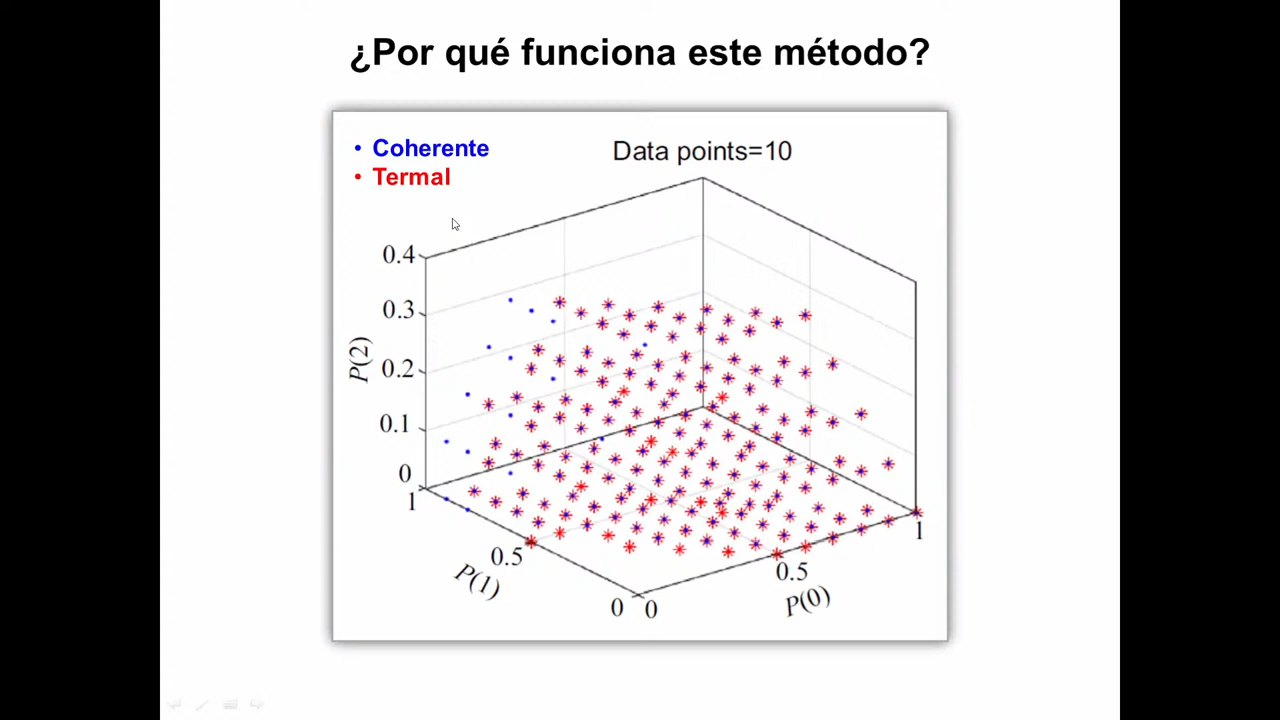 ¿Por qué funciona este método?
• Coherente
• Termal
Data points=10
0.4
0.3
0.2
0.1
0
P(2)
1
0.5
0
P(1)
0
0.5
1
P(0)